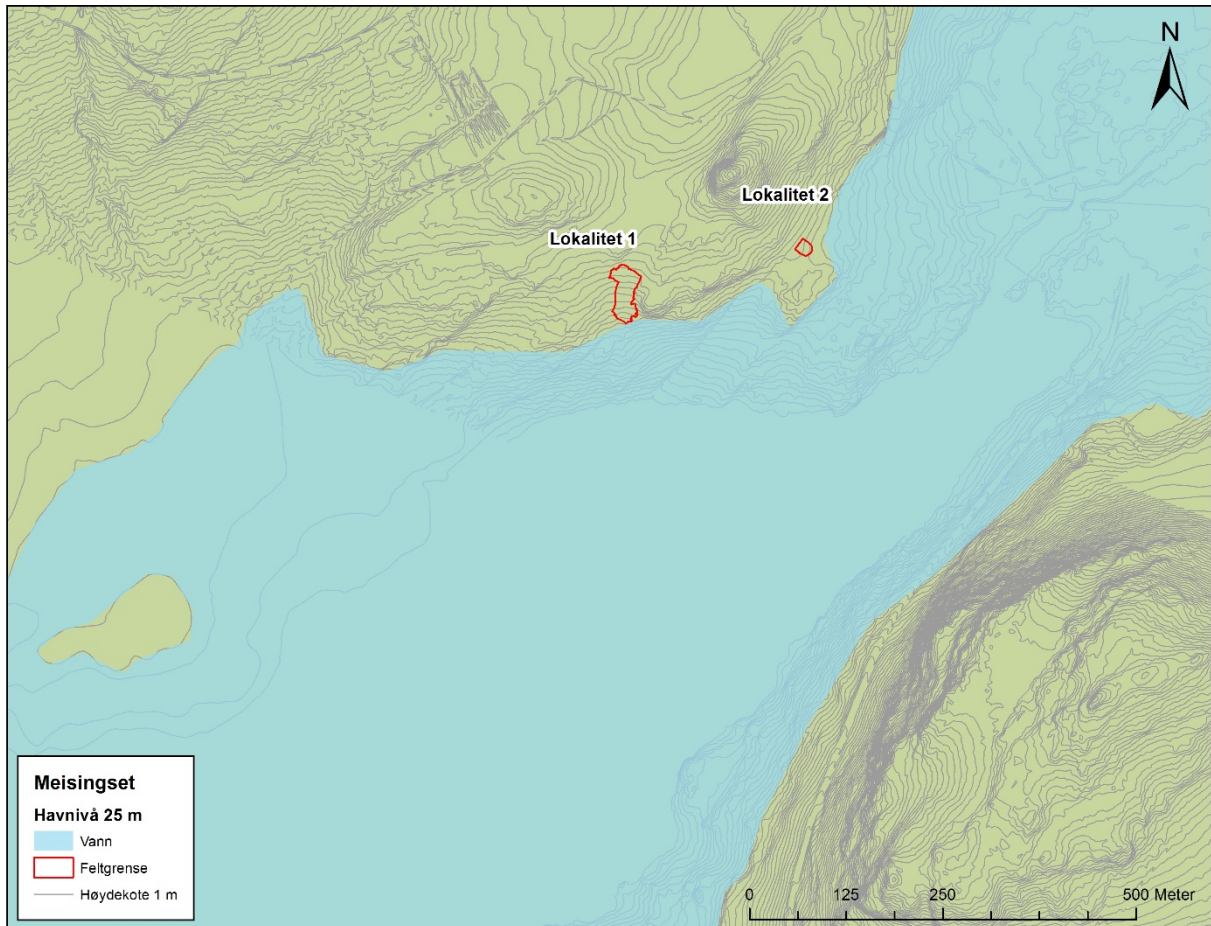 N
Lokalitet 2
Lokalitet 1
Meisingset
Havnivå 25 m
Vann
Feltgrense
Høydekote 1 m
0 125 250 500 Meter